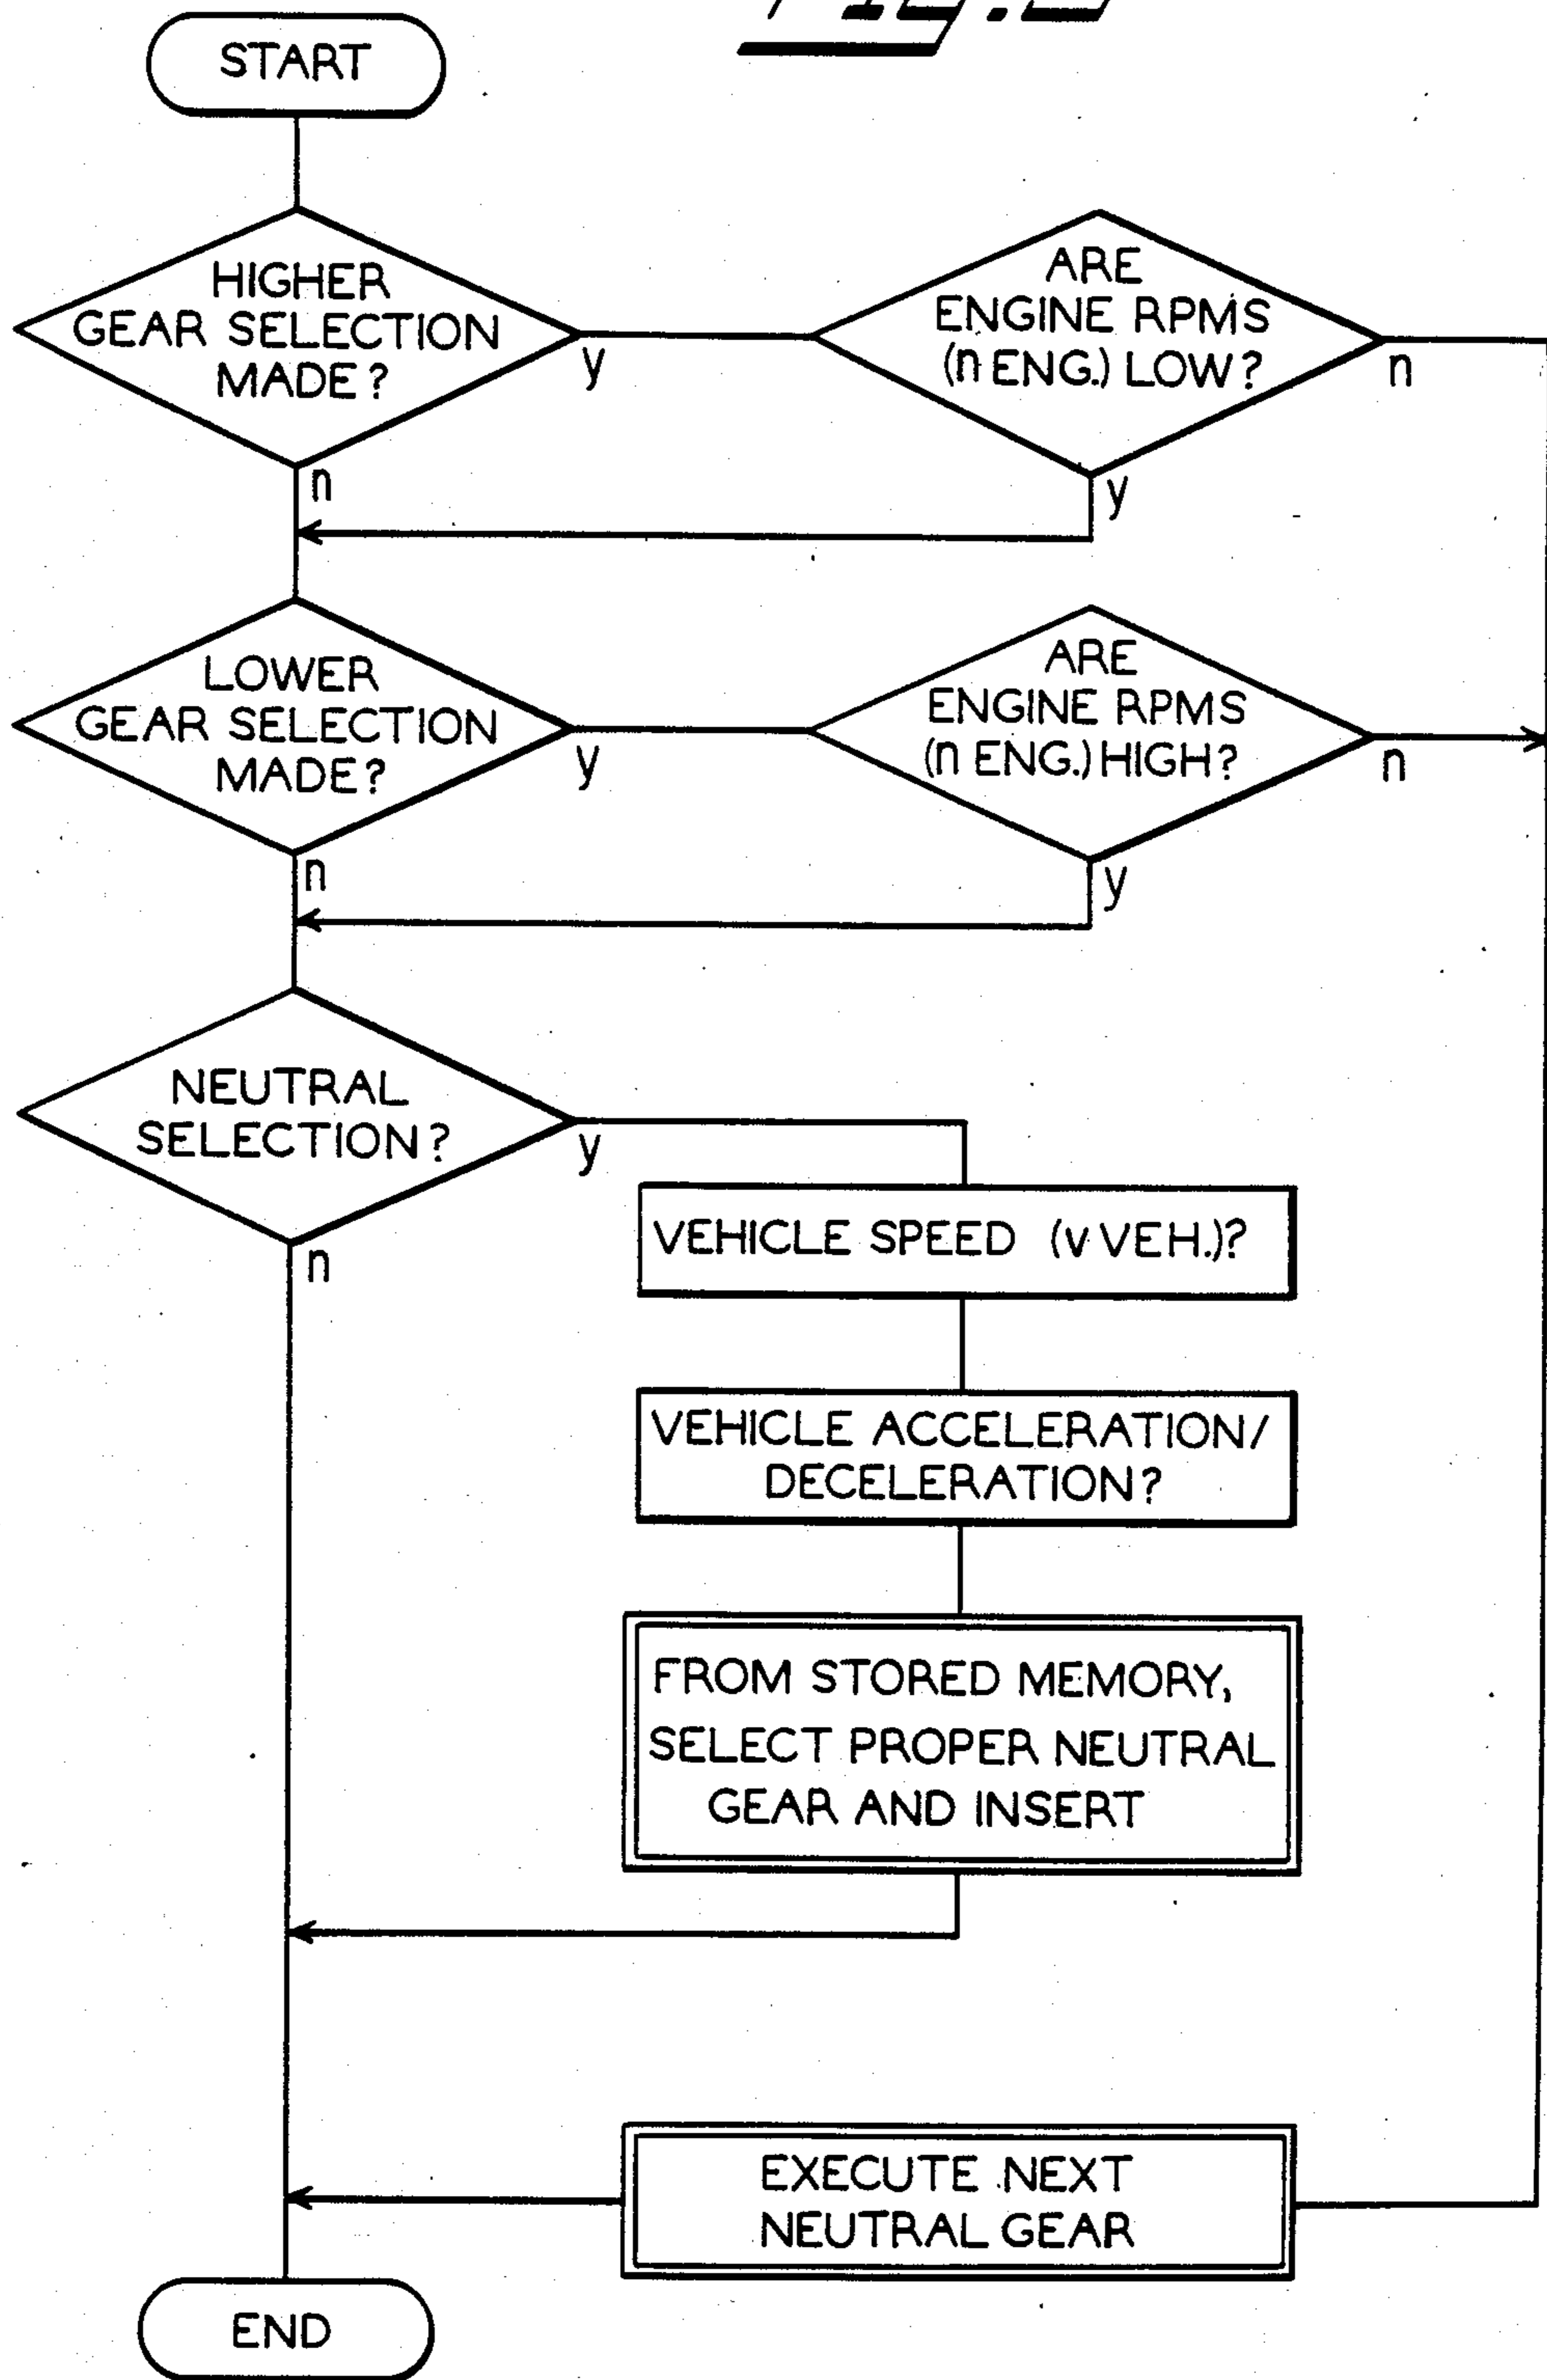 START
HIGHER
GEAR SELECTION
MADE?
y
n
ARE
ENGINE RPMS
(n ENG.) LOW?
n
y
LOWER
GEAR SELECTION
MADE?
y
n
ARE
ENGINE RPMS
(n ENG.) HIGH?
n
y
NEUTRAL
SELECTION?
y
n
VEHICLE SPEED (v VEH.)?
VEHICLE ACCELERATION/
DECELERATION?
FROM STORED MEMORY,
SELECT PROPER NEUTRAL
GEAR AND INSERT
EXECUTE NEXT
NEUTRAL GEAR
END